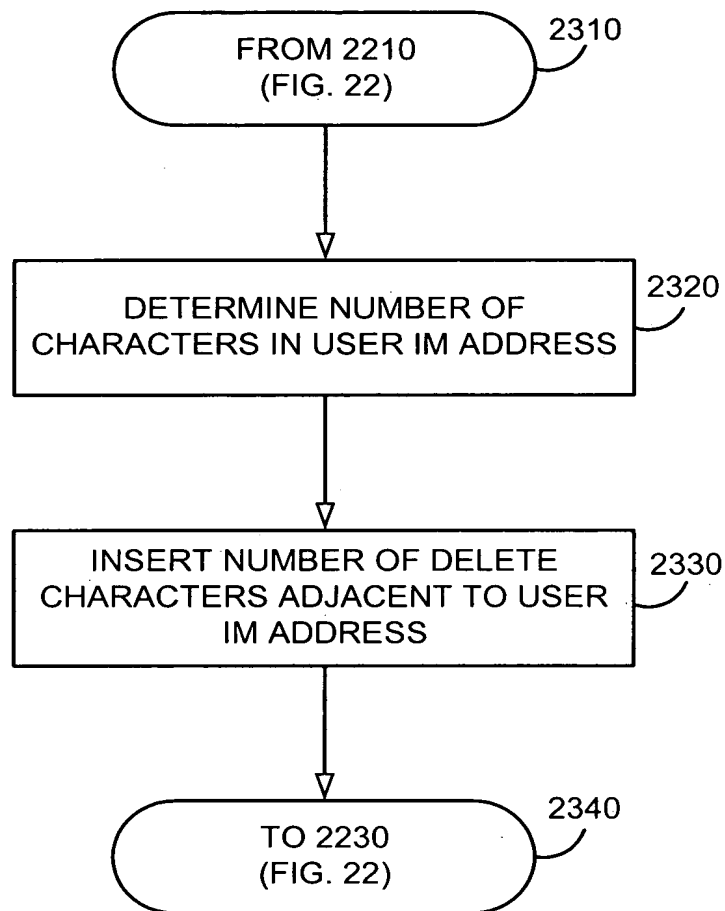 FROM 2210
(FIG. 22)
2310
DETERMINE NUMBER OF
CHARACTERS IN USER IM ADDRESS
2320
INSERT NUMBER OF DELETE
CHARACTERS ADJACENT TO USER
IM ADDRESS
2330
TO 2230
(FIG. 22)
2340